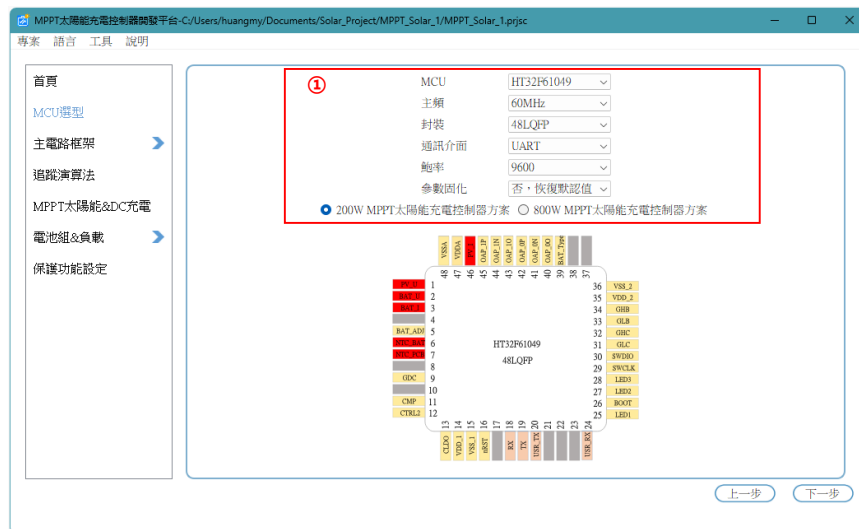 MPPT太陽能充電控制器開發平台-C:/Users/huangmy/Documents/Solar_Project/MPPT_Solar_1/MPPT_Solar_1.prjsc
專案 語言 工具 說明
首頁
MCU選型
主電路框架
追蹤演算法
MPPT太陽能&DC充電
電池組&負載
保護功能設定
①
MCU HT32F61049
主頻 60MHz
封裝 48LQFP
通訊介面 UART
鮑率 9600
參數固化 否，恢復默認值
200W MPPT太陽能充電控制器方案 800W MPPT太陽能充電控制器方案
VSSA VDDA PV_I OAP_1P OAP_1N OAP_1O OAP_0P OAP_0N OAP_0O BAT_Type
48 47 46 45 44 43 42 41 40 39 38 37
PV_U 1
BAT_U 2
BAT_I 3
4
BAT_ADJ 5
NTC_BAT 6
NTC_PCB 7
8
GDC 9
10
CMP 11
CTRL2 12
HT32F61049
48LQFP
36 VSS_2
35 VDD_2
34 GHB
33 GLB
32 GHC
31 GLC
30 SWDIO
29 SWCLK
28 LED3
27 LED2
26 BOOT
25 LED1
13 14 15 16 17 18 19 20 21 22 23 24
CLDO VDD_1 VSS_1 nRST RX TX USR_TX USR_RX
上一步 下一步